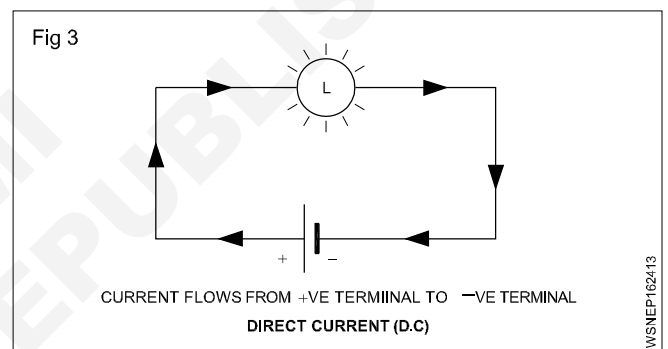 Fig 3
L
+ −
CURRENT FLOWS FROM +VE TERMIINAL TO −VE TERMINAL
DIRECT CURRENT (D.C)
WSNEP162413